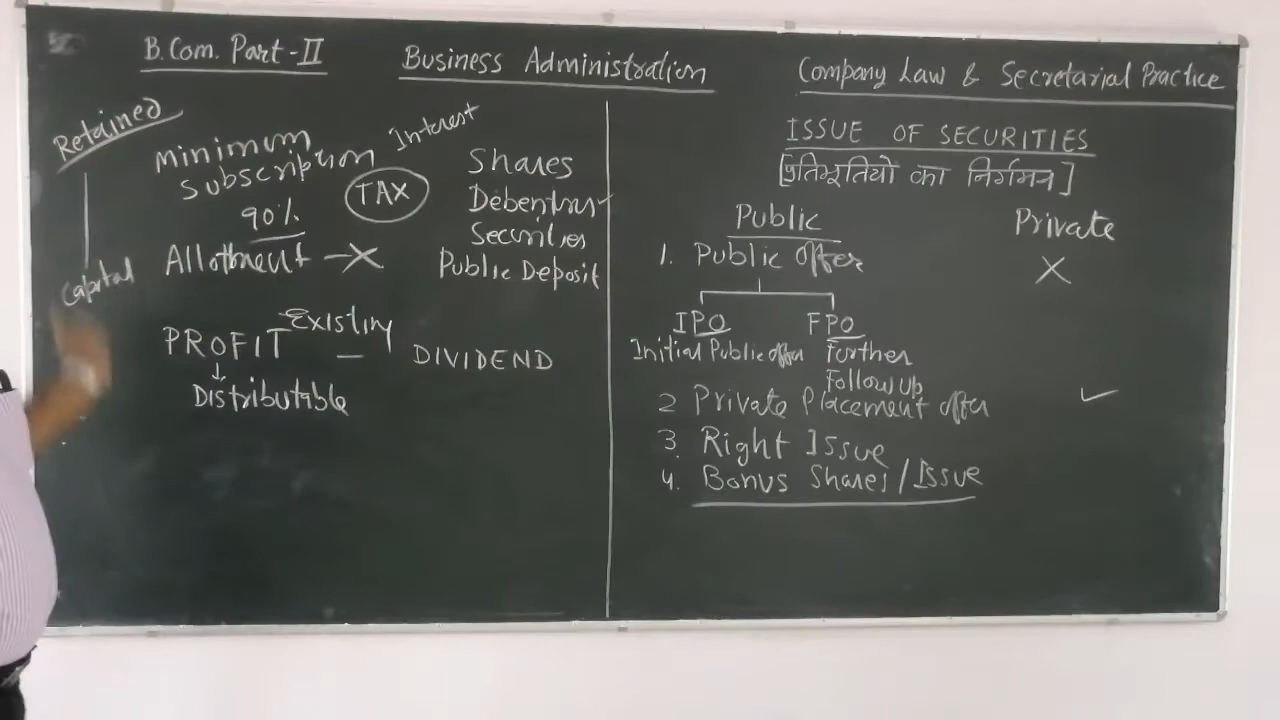 B.Com. Part-II
Business Administration
Company Law & Secretarial Practice
Retained
Capital
Minimum
Subscription
90%
Allotment -X
Interest
TAX
Shares
Securities
Public Deposit
PROFIT
↓
Distributable
Existing
-
DIVIDEND
ISSUE OF SECURITIES
[प्रतिभूतियो का निर्गमन]
Public
Private
1. Public Offer
X
IPO
FPO
Initial Public Offer
Further
Follow Up
2 Private Placement offer ✓
3. Right Issue
4. Bonus Shares/Issue